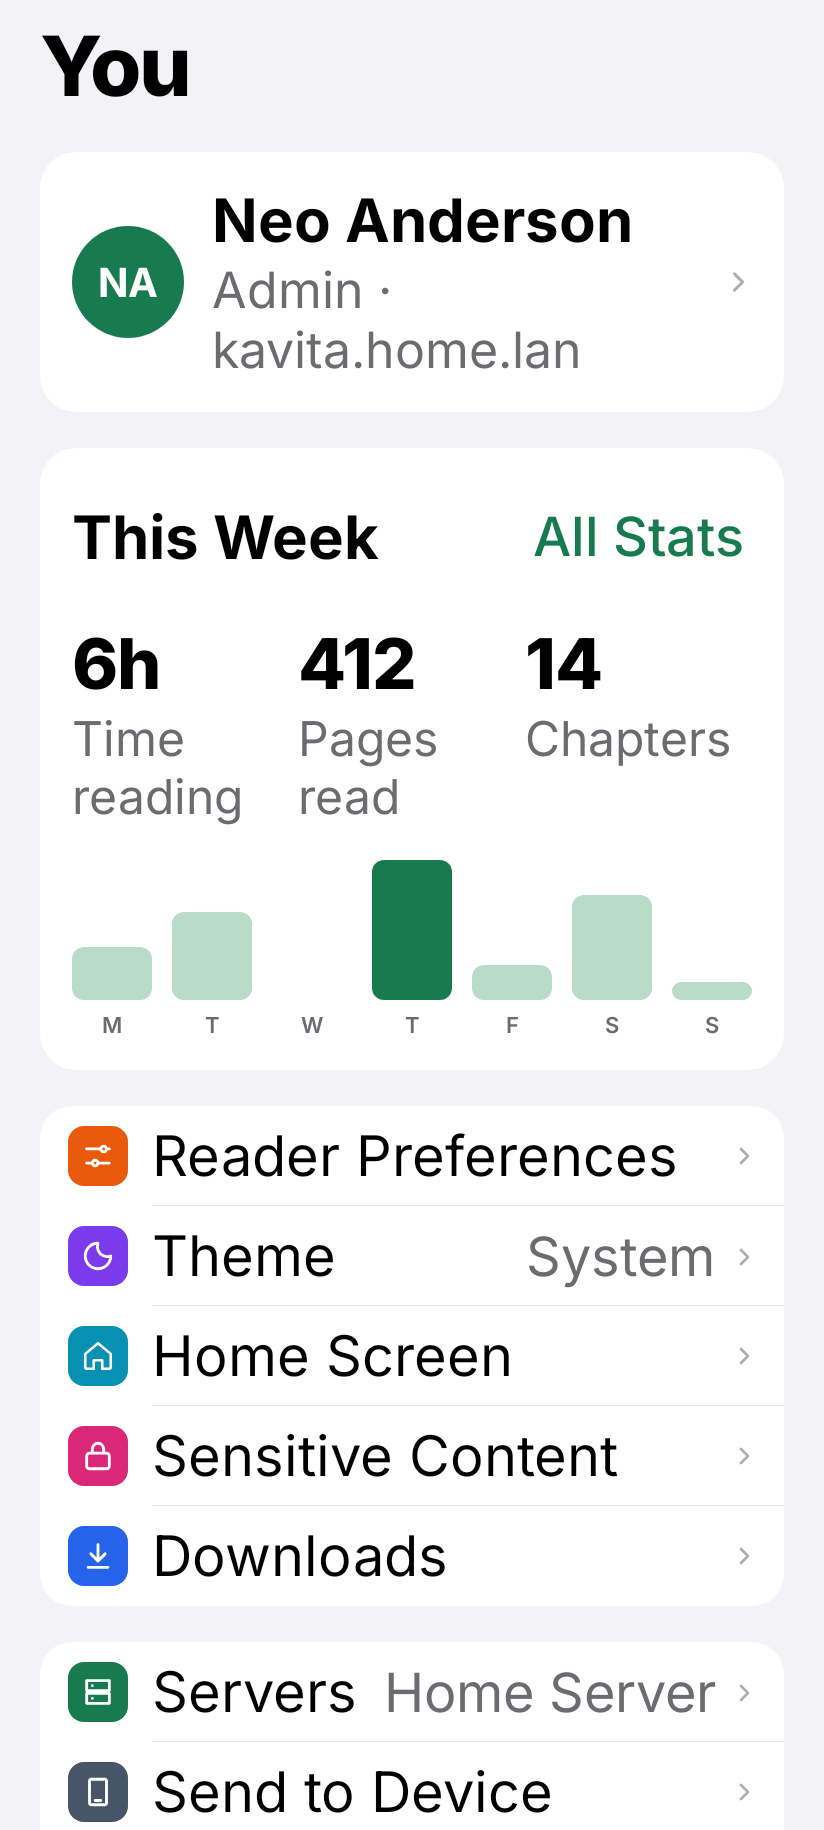 You
NA
Neo Anderson
Admin ·
kavita.home.lan
This Week
All Stats
6h
Time
reading
412
Pages
read
14
Chapters
M T W T F S S
Reader Preferences
Theme
System
Home Screen
Sensitive Content
Downloads
Servers
Home Server
Send to Device